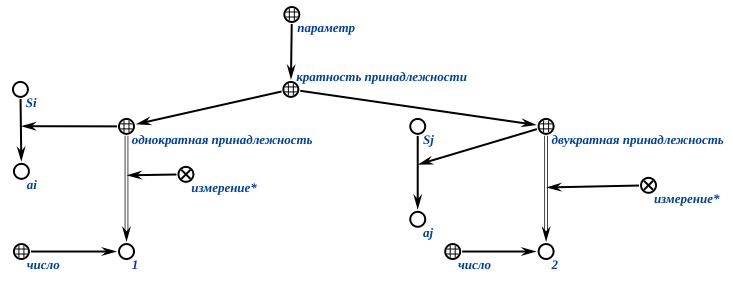 параметр
кратность принадлежности
Si
однократная принадлежность
Sj
двукратная принадлежность
ai
измерение*
измерение*
aj
число
1
число
2